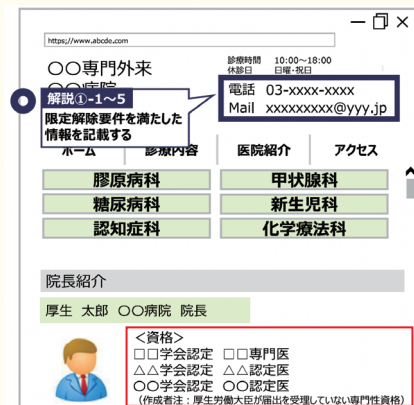 https://www.abcde.com
〇〇専門外来
〇〇病院
診療時間 10:00～18:00
休診日 日曜・祝日
電話 03-xxxx-xxxx
Mail xxxxxxxxx@yyy.jp
解説①-1～5
限定解除要件を満たした
情報を記載する
ホーム 診療内容 医院紹介 アクセス
膠原病科 甲状腺科
糖尿病科 新生児科
認知症科 化学療法科
院長紹介
厚生 太郎 〇〇病院 院長
＜資格＞
□□学会認定 □□専門医
△△学会認定 △△認定医
〇〇学会認定 〇〇認定医
（作成者注：厚生労働大臣が届出を受理していない専門性資格）